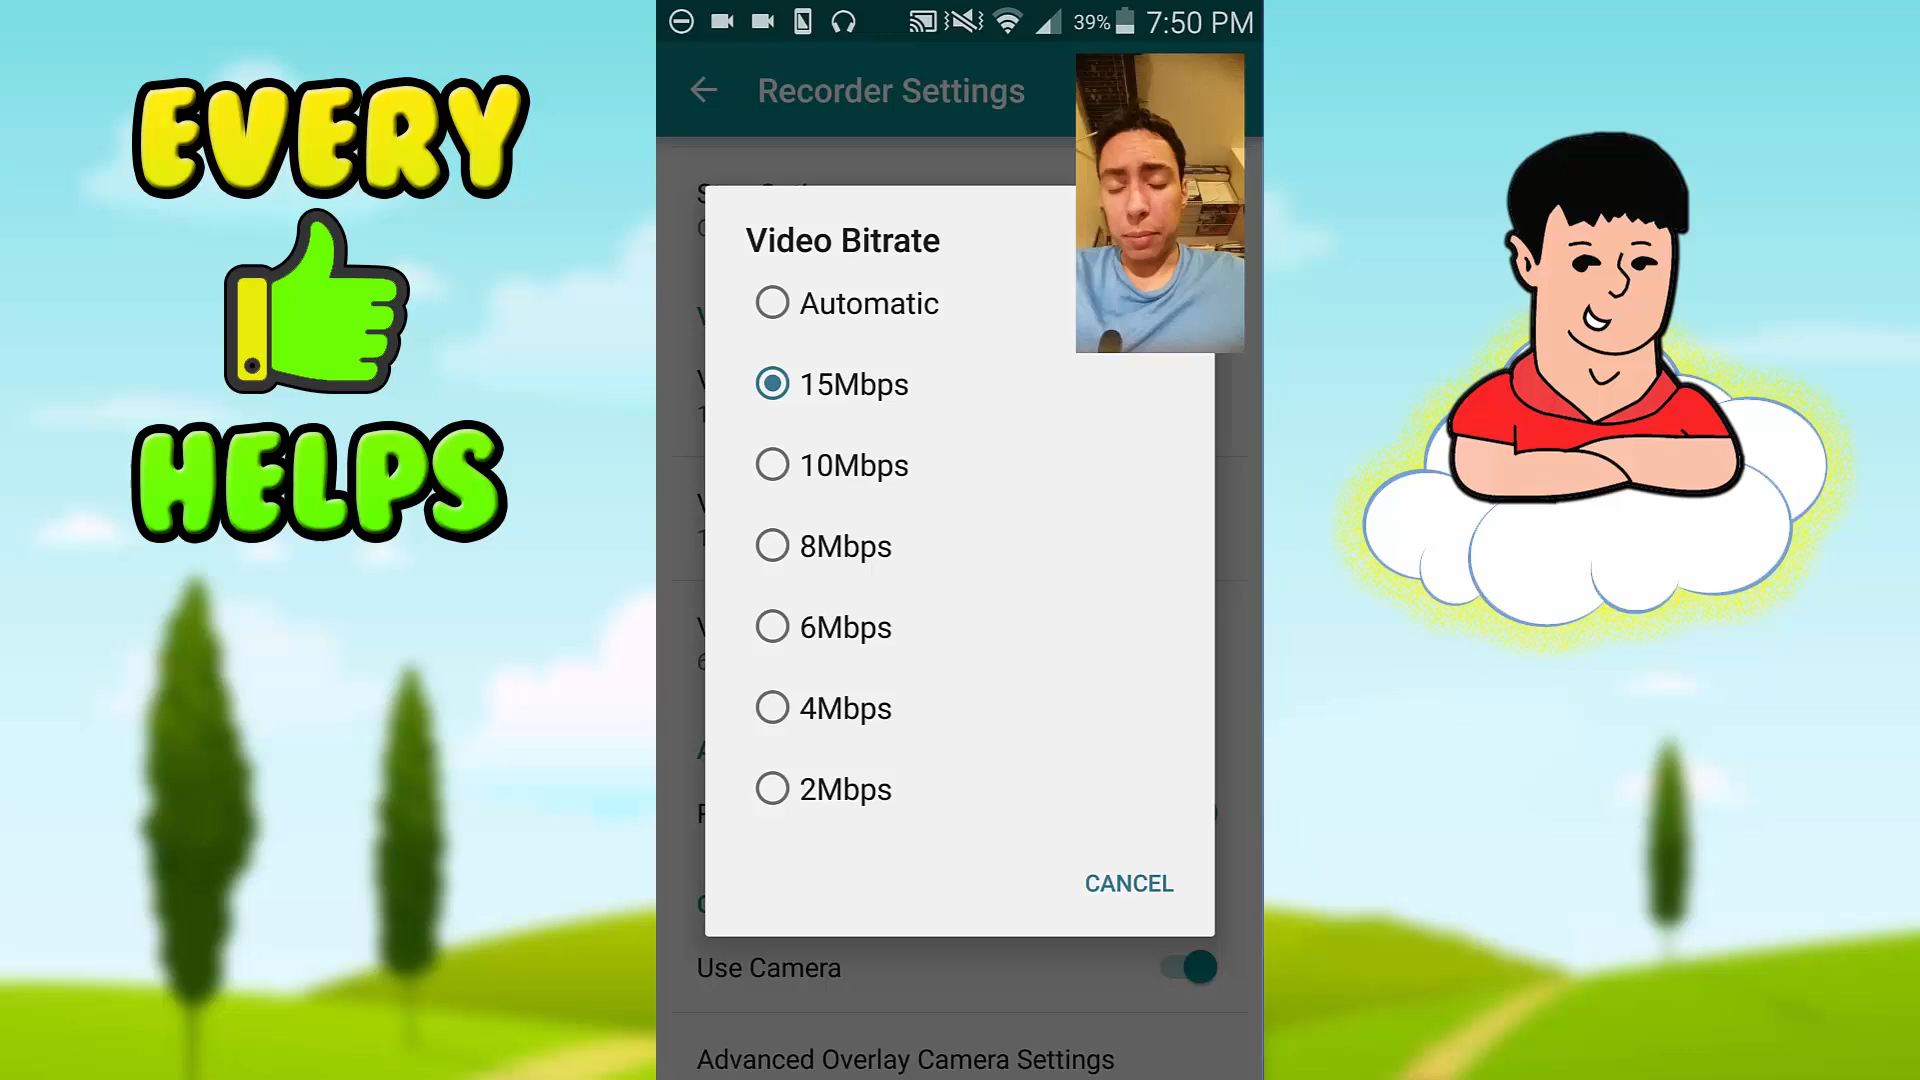 EVERY
HELPS
39% 7:50 PM
Recorder Settings
Video Bitrate
Automatic
15Mbps
10Mbps
8Mbps
6Mbps
4Mbps
2Mbps
CANCEL
Use Camera
Advanced Overlay Camera Settings